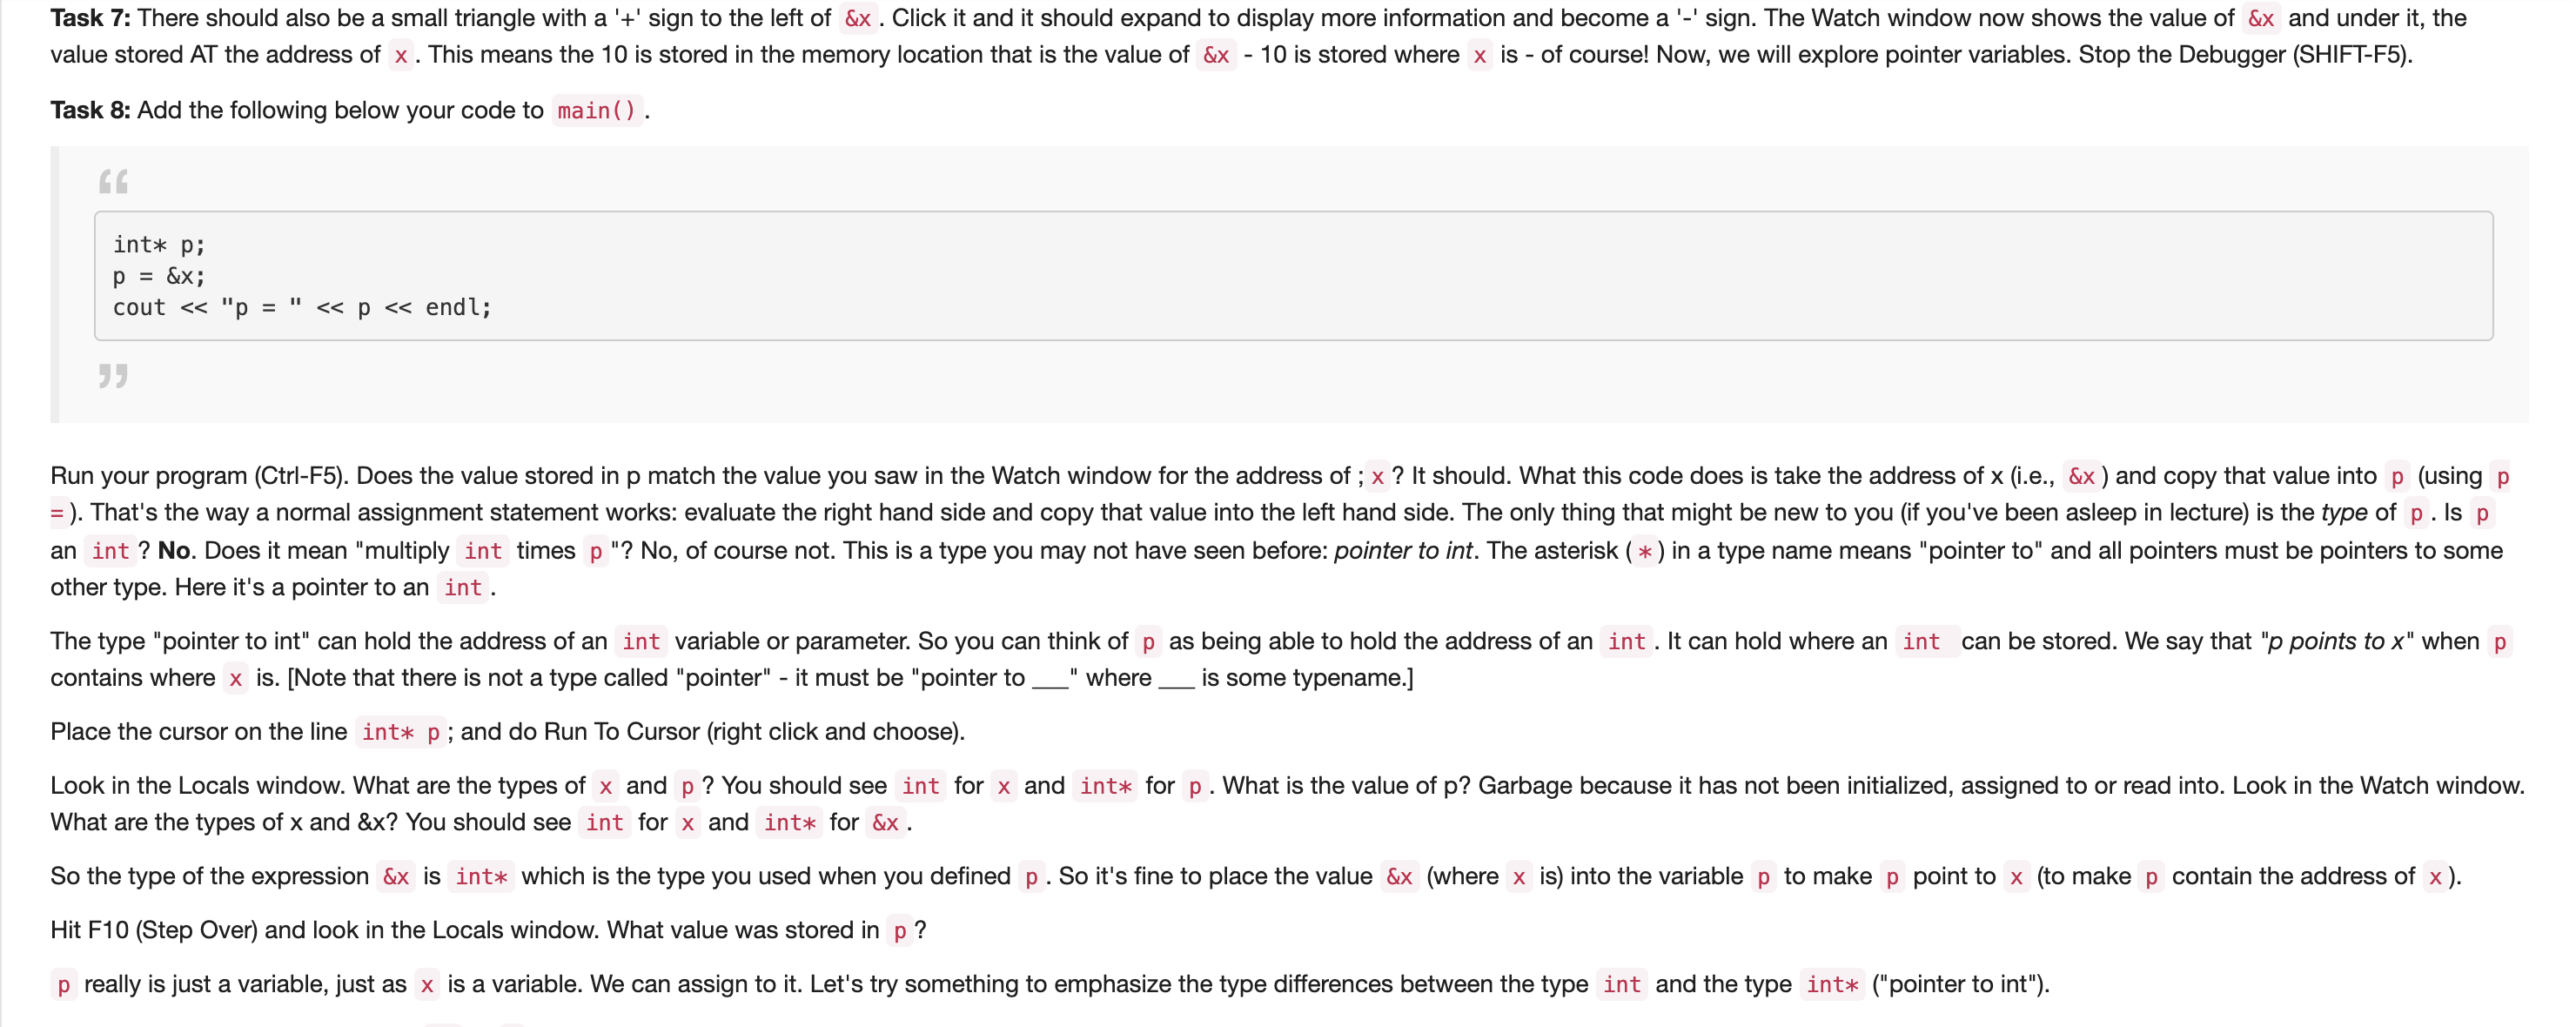 Task 7: There should also be a small triangle with a '+' sign to the left of &x . Click it and it should expand to display more information and become a '-' sign. The Watch window now shows the value of &x and under it, the
value stored AT the address of x . This means the 10 is stored in the memory location that is the value of &x - 10 is stored where x is - of course! Now, we will explore pointer variables. Stop the Debugger (SHIFT-F5).
Task 8: Add the following below your code to main() .
“
int* p;
p = &x;
cout << "p = " << p << endl;
”
Run your program (Ctrl-F5). Does the value stored in p match the value you saw in the Watch window for the address of ; x ? It should. What this code does is take the address of x (i.e., &x ) and copy that value into p (using p
= ). That's the way a normal assignment statement works: evaluate the right hand side and copy that value into the left hand side. The only thing that might be new to you (if you've been asleep in lecture) is the type of p . Is p
an int ? No. Does it mean "multiply int times p "? No, of course not. This is a type you may not have seen before: pointer to int. The asterisk ( * ) in a type name means "pointer to" and all pointers must be pointers to some
other type. Here it's a pointer to an int .
The type "pointer to int" can hold the address of an int variable or parameter. So you can think of p as being able to hold the address of an int . It can hold where an int can be stored. We say that "p points to x" when p
contains where x is. [Note that there is not a type called "pointer" - it must be "pointer to ___" where ___ is some typename.]
Place the cursor on the line int* p ; and do Run To Cursor (right click and choose).
Look in the Locals window. What are the types of x and p ? You should see int for x and int* for p . What is the value of p? Garbage because it has not been initialized, assigned to or read into. Look in the Watch window.
What are the types of x and &x? You should see int for x and int* for &x .
So the type of the expression &x is int* which is the type you used when you defined p . So it's fine to place the value &x (where x is) into the variable p to make p point to x (to make p contain the address of x ).
Hit F10 (Step Over) and look in the Locals window. What value was stored in p ?
p really is just a variable, just as x is a variable. We can assign to it. Let's try something to emphasize the type differences between the type int and the type int* ("pointer to int").